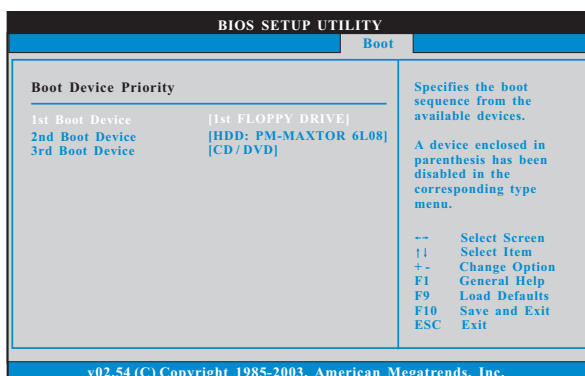 BIOS SETUP UTILITY
Boot
Boot Device Priority
1st Boot Device [1st FLOPPY DRIVE]
2nd Boot Device [HDD: PM-MAXTOR 6L08]
3rd Boot Device [CD/DVD]
Specifies the boot
sequence from the
available devices.
A device enclosed in
parenthesis has been
disabled in the
corresponding type
menu.
←→ Select Screen
↑↓ Select Item
+- Change Option
F1 General Help
F9 Load Defaults
F10 Save and Exit
ESC Exit
v02.54 (C) Copyright 1985-2003, American Megatrends, Inc.